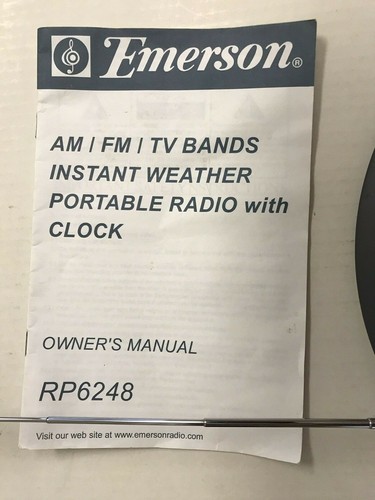 Emerson®
AM / FM / TV BANDS
INSTANT WEATHER
PORTABLE RADIO with
CLOCK
OWNER'S MANUAL
RP6248
Visit our web site at www.emersonradio.com